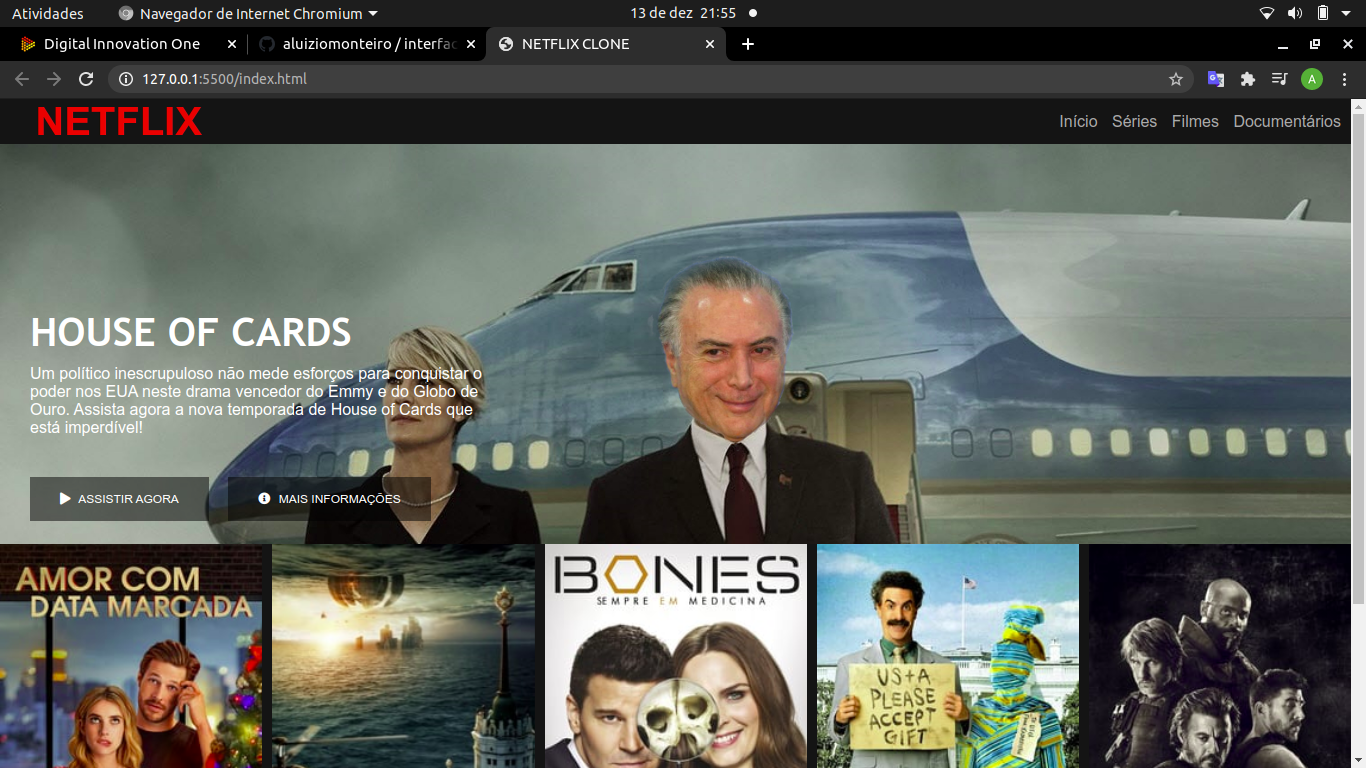 Atividades
Navegador de Internet Chromium
13 de dez 21:55
Digital Innovation One
aluiziomonteiro / interfac
NETFLIX CLONE
127.0.0.1:5500/index.html
A
NETFLIX
Início
Séries
Filmes
Documentários
HOUSE OF CARDS
Um político inescrupuloso não mede esforços para conquistar o
poder nos EUA neste drama vencedor do Emmy e do Globo de
Ouro. Assista agora a nova temporada de House of Cards que
está imperdível!
ASSISTIR AGORA
MAIS INFORMAÇÕES
AMOR COM
DATA MARCADA
BONES
SEMPRE EM MEDICINA
US+A
PLEASE
ACCEPT
GIFT